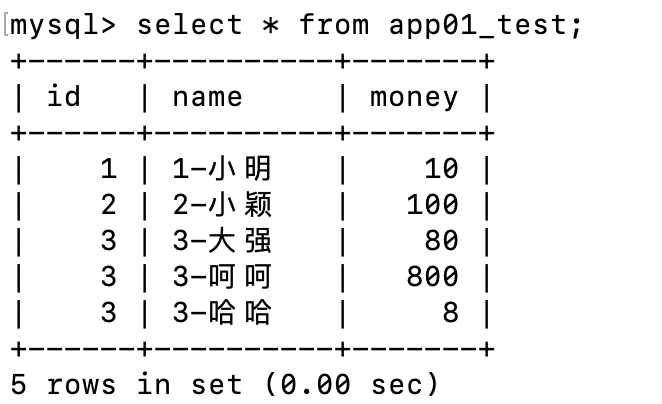 mysql> select * from app01_test;
+------+----------+-------+
| id   | name     | money |
+------+----------+-------+
|    1 | 1-小明    |    10 |
|    2 | 2-小颖    |   100 |
|    3 | 3-大强    |    80 |
|    3 | 3-呵呵    |   800 |
|    3 | 3-哈哈    |     8 |
+------+----------+-------+
5 rows in set (0.00 sec)